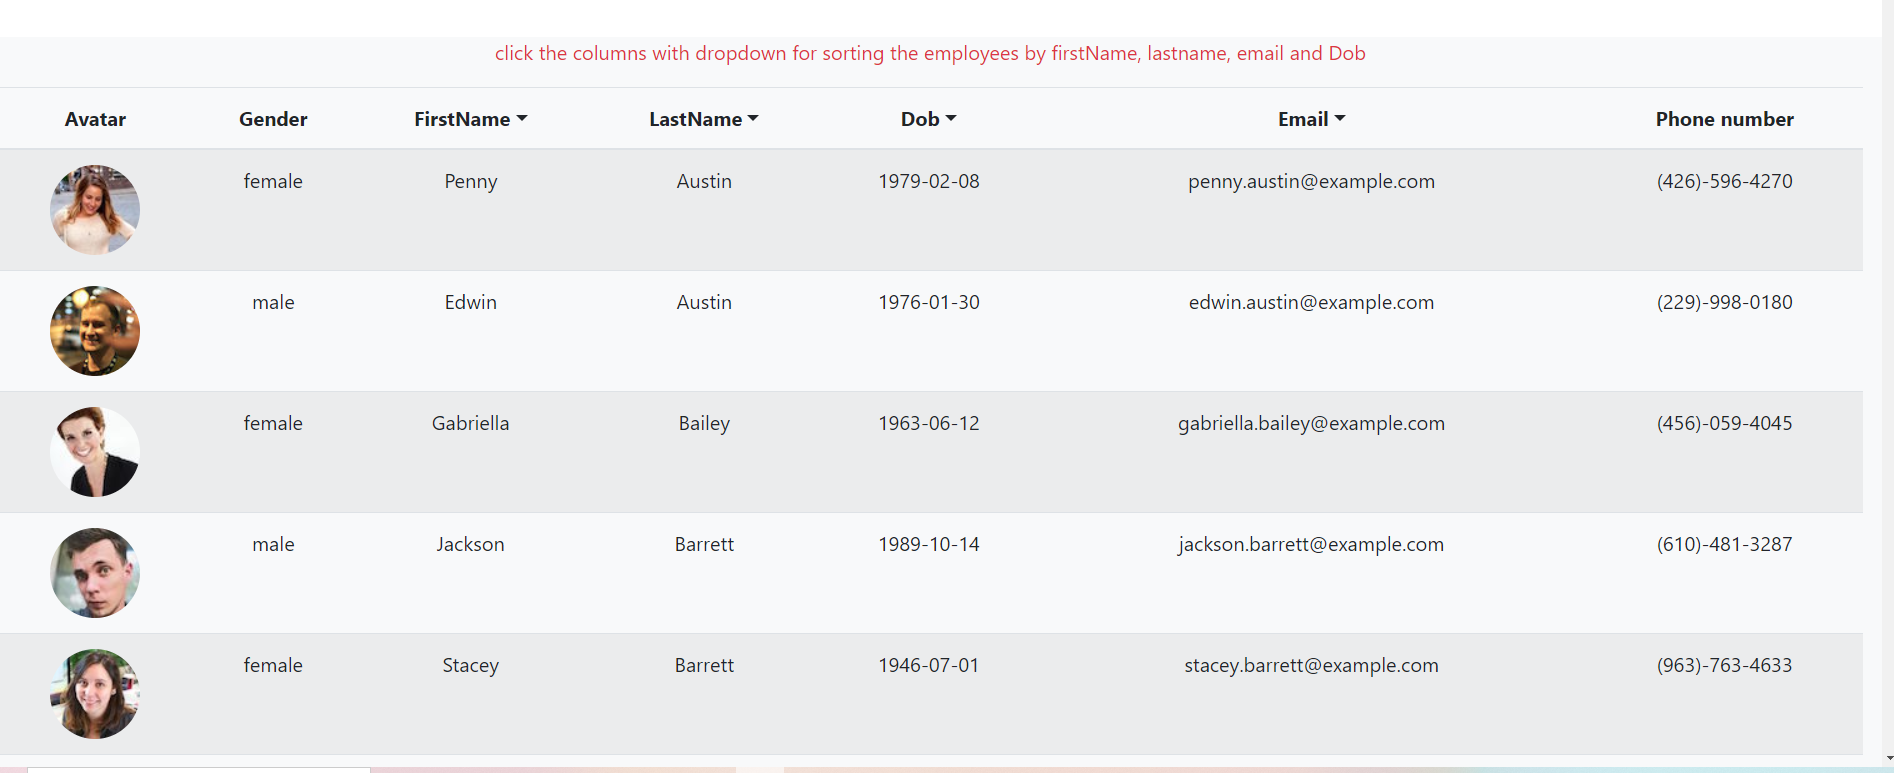 click the columns with dropdown for sorting the employees by firstName, lastname, email and Dob
Avatar Gender FirstName LastName Dob Email Phone number
female Penny Austin 1979-02-08 penny.austin@example.com (426)-596-4270
male Edwin Austin 1976-01-30 edwin.austin@example.com (229)-998-0180
female Gabriella Bailey 1963-06-12 gabriella.bailey@example.com (456)-059-4045
male Jackson Barrett 1989-10-14 jackson.barrett@example.com (610)-481-3287
female Stacey Barrett 1946-07-01 stacey.barrett@example.com (963)-763-4633